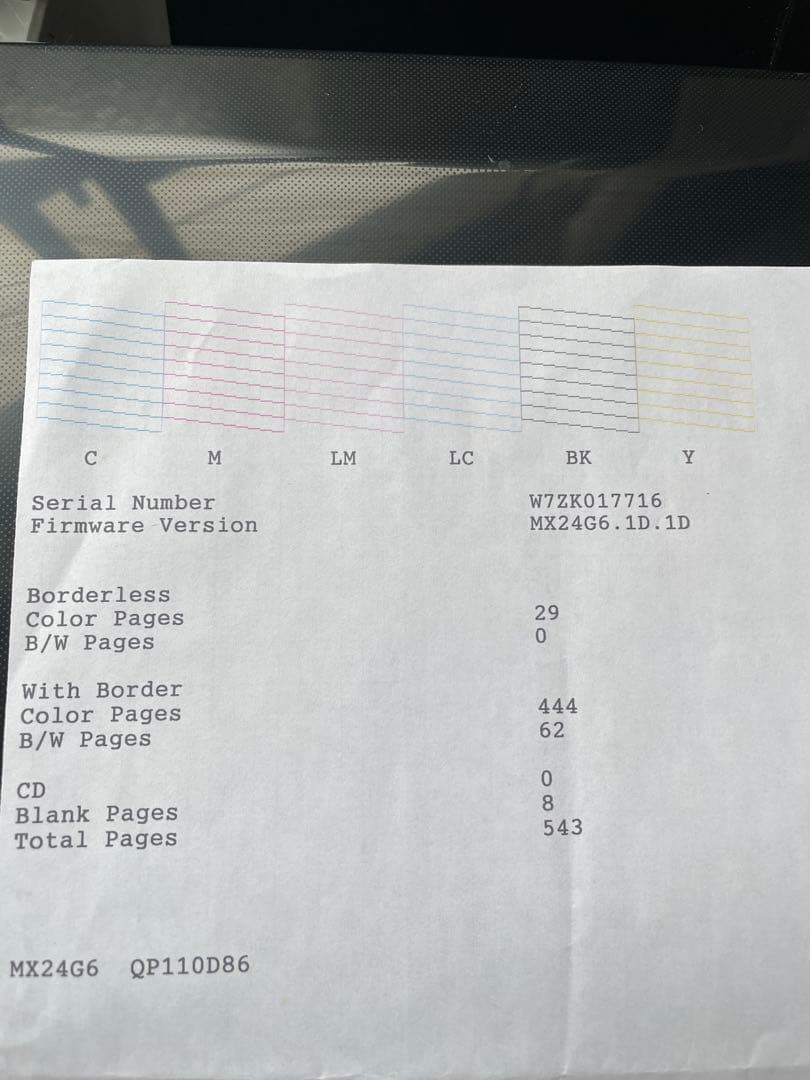 C M LM LC BK Y
Serial Number W7ZK017716
Firmware Version MX24G6.1D.1D
Borderless
Color Pages 29
B/W Pages 0
With Border
Color Pages 444
B/W Pages 62
CD 0
Blank Pages 8
Total Pages 543
MX24G6 QP110D86